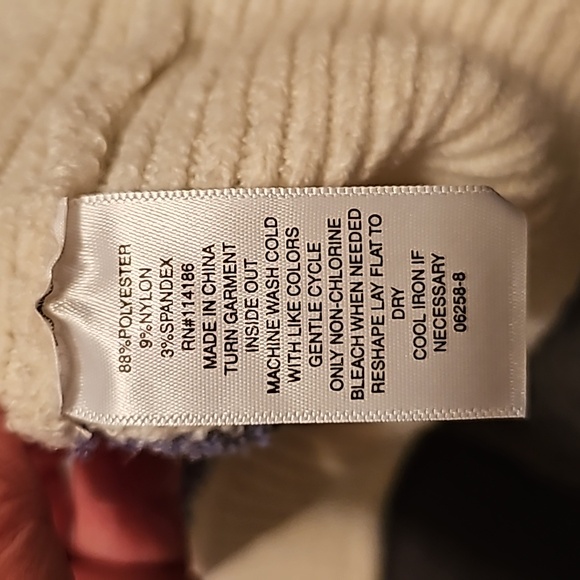 88%POLYESTER
9%NYLON
3%SPANDEX
RN#114186
MADE IN CHINA
TURN GARMENT
INSIDE OUT
MACHINE WASH COLD
WITH LIKE COLORS
GENTLE CYCLE
ONLY NON-CHLORINE
BLEACH WHEN NEEDED
RESHAPE LAY FLAT TO
DRY
COOL IRON IF
NECESSARY
06258-8